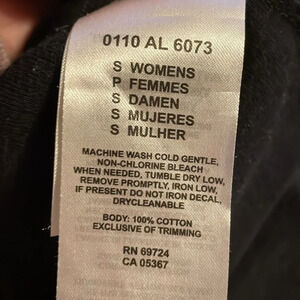 0110 AL 6073
S WOMENS
P FEMMES
S DAMEN
S MUJERES
S MULHER
MACHINE WASH COLD GENTLE,
NON-CHLORINE BLEACH
WHEN NEEDED, TUMBLE DRY LOW,
REMOVE PROMPTLY, IRON LOW,
IF PRESENT DO NOT IRON DECAL,
DRYCLEANABLE
BODY: 100% COTTON
EXCLUSIVE OF TRIMMING
RN 69724
CA 05367